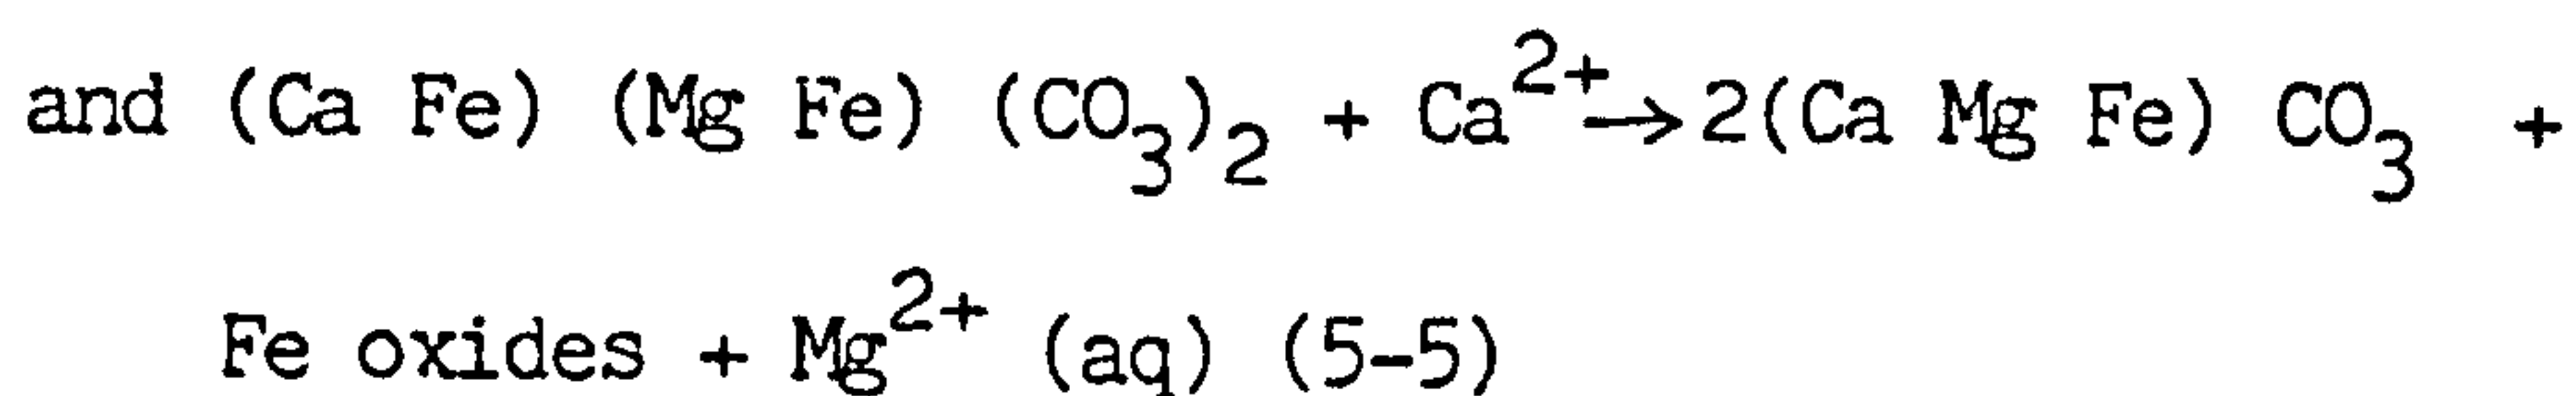 and (Ca Fe) (Mg Fe) (CO₃)₂ + Ca²⁺→2(Ca Mg Fe) CO₃ +
Fe oxides + Mg²⁺ (aq) (5-5)